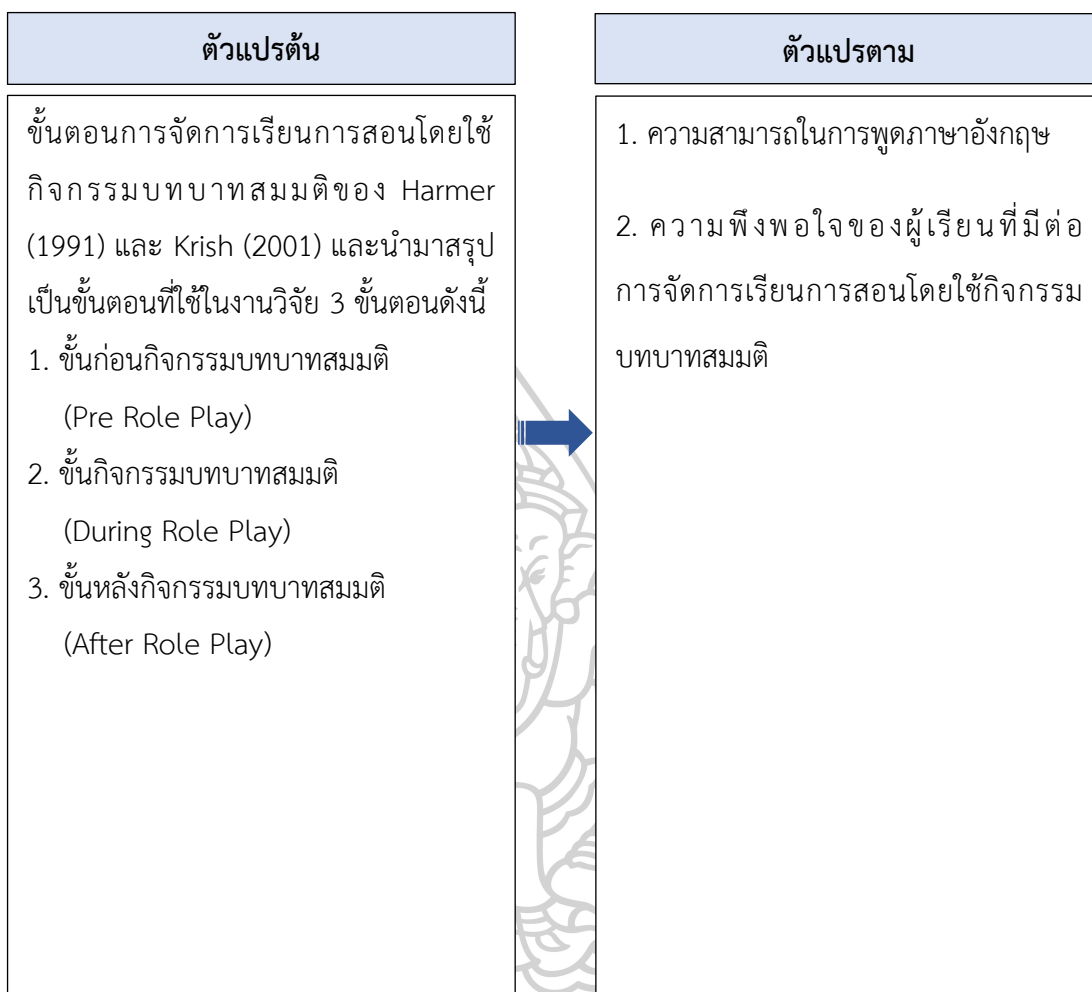 ตัวแปรต้น
ขั้นตอนการจัดการเรียนการสอนโดยใช้
กิจกรรมบทบาทสมมติของ Harmer
(1991) และ Krish (2001) และนำมาสรุป
เป็นขั้นตอนที่ใช้ในงานวิจัย 3 ขั้นตอนดังนี้
1. ขั้นก่อนกิจกรรมบทบาทสมมติ
(Pre Role Play)
2. ขั้นกิจกรรมบทบาทสมมติ
(During Role Play)
3. ขั้นหลังกิจกรรมบทบาทสมมติ
(After Role Play)
ตัวแปรตาม
1. ความสามารถในการพูดภาษาอังกฤษ
2. ความพึงพอใจของผู้เรียนที่มีต่อ
การจัดการเรียนการสอนโดยใช้กิจกรรม
บทบาทสมมติ